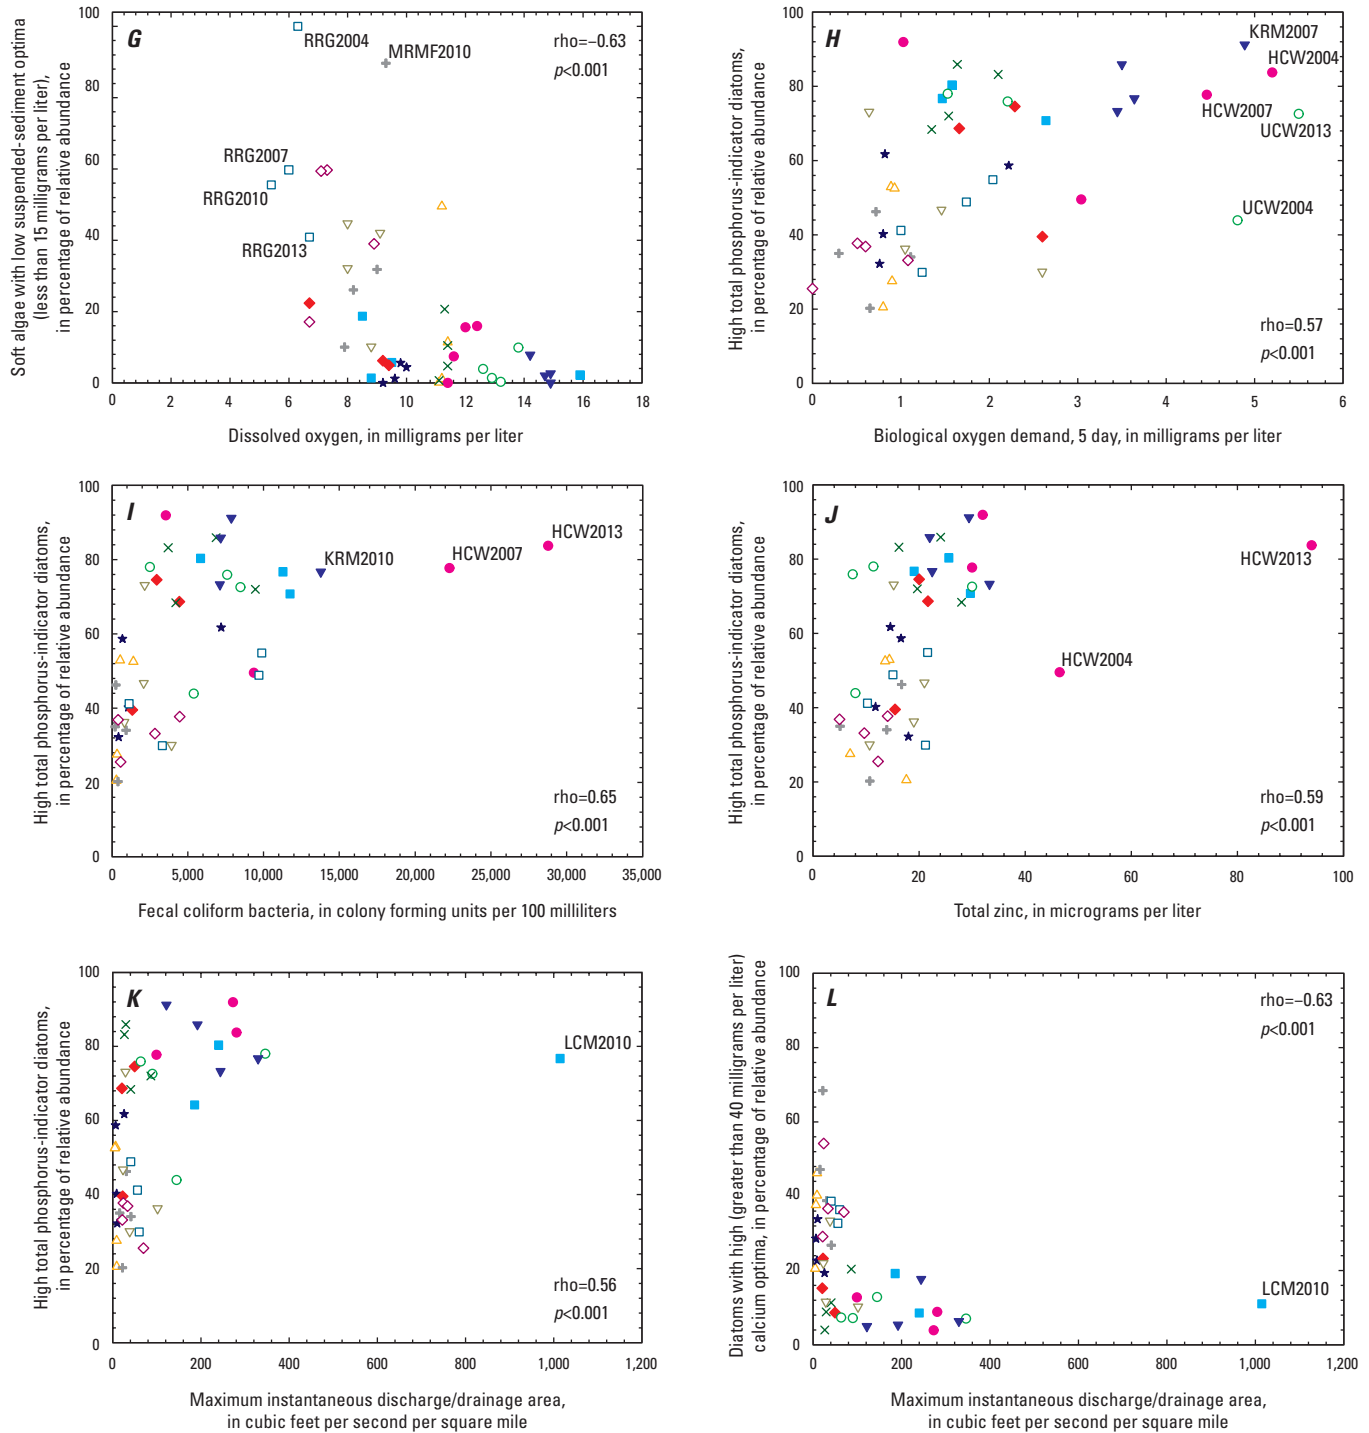 G
Soft algae with low suspended-sediment optima
(less than 15 milligrams per liter),
in percentage of relative abundance
100
80
60
40
20
0
RRG2004
MRMF2010
RRG2007
RRG2010
RRG2013
rho=–0.63
p<0.001
0 2 4 6 8 10 12 14 16 18
Dissolved oxygen, in milligrams per liter
H
High total phosphorus-indicator diatoms,
in percentage of relative abundance
100
80
60
40
20
0
KRM2007
HCW2004
HCW2007
UCW2013
UCW2004
rho=0.57
p<0.001
0 1 2 3 4 5 6
Biological oxygen demand, 5 day, in milligrams per liter
I
High total phosphorus-indicator diatoms,
in percentage of relative abundance
100
80
60
40
20
0
HCW2013
HCW2007
KRM2010
rho=0.65
p<0.001
0 5,000 10,000 15,000 20,000 25,000 30,000 35,000
Fecal coliform bacteria, in colony forming units per 100 milliliters
J
High total phosphorus-indicator diatoms,
in percentage of relative abundance
100
80
60
40
20
0
HCW2013
HCW2004
rho=0.59
p<0.001
0 20 40 60 80 100
Total zinc, in micrograms per liter
K
High total phosphorus-indicator diatoms,
in percentage of relative abundance
100
80
60
40
20
0
LCM2010
rho=0.56
p<0.001
0 200 400 600 800 1,000 1,200
Maximum instantaneous discharge/drainage area,
in cubic feet per second per square mile
L
Diatoms with high (greater than 40 milligrams per liter)
calcium optima, in percentage of relative abundance
100
80
60
40
20
0
rho=–0.63
p<0.001
LCM2010
0 200 400 600 800 1,000 1,200
Maximum instantaneous discharge/drainage area,
in cubic feet per second per square mile